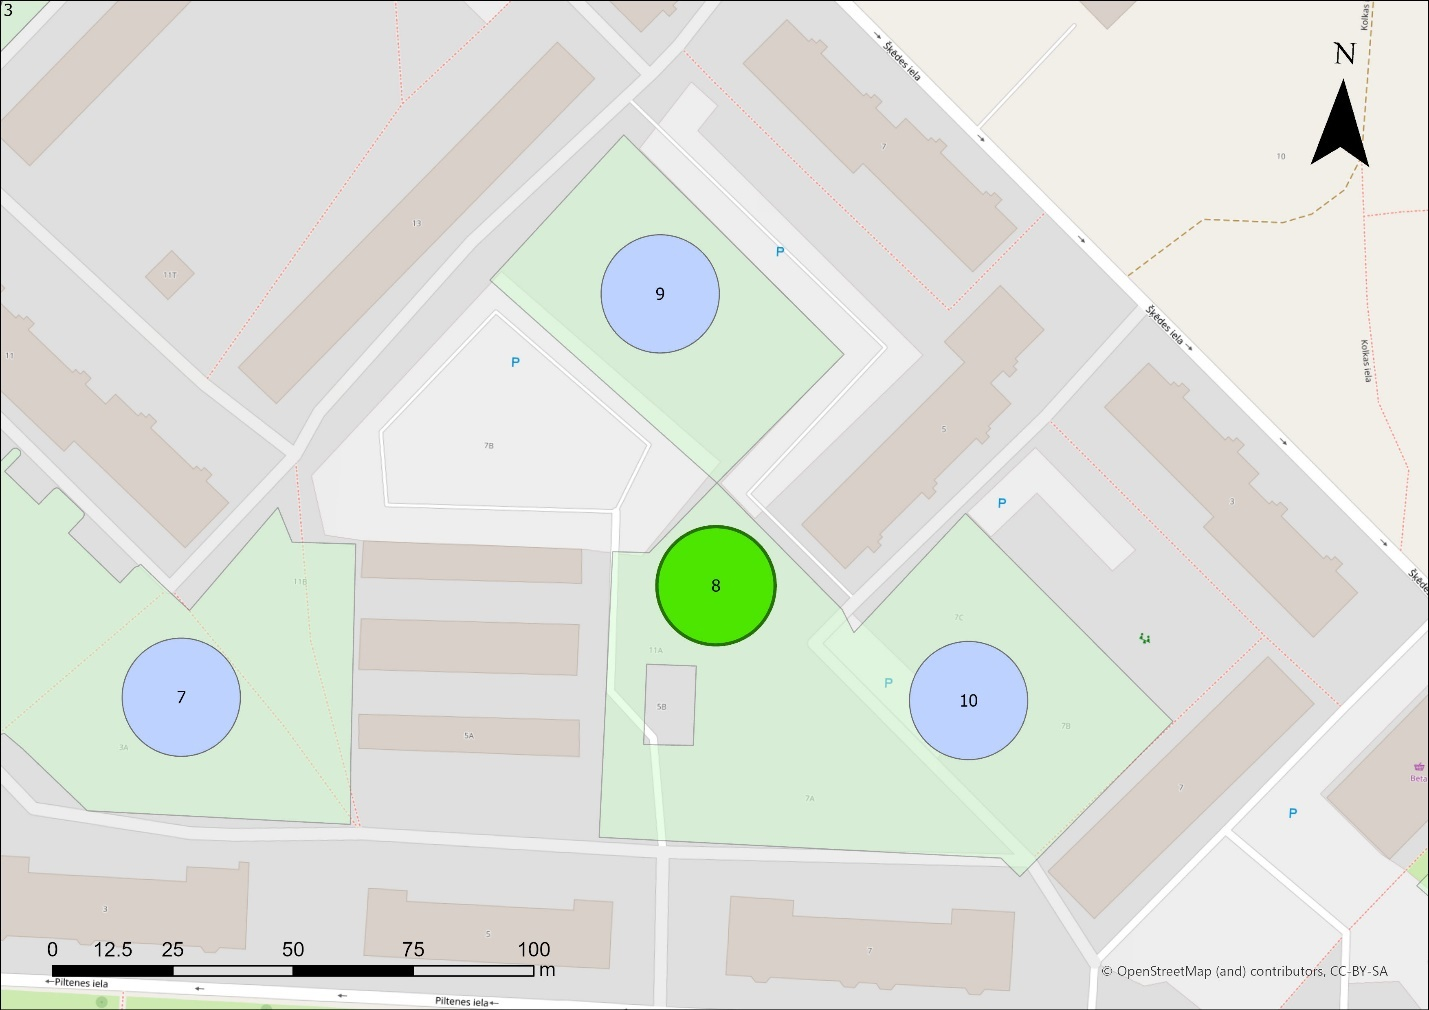 3
Kolkas
Šķēdes iela
N
7
10
13
P
11T
9
Šķēdes iela
11
P
Kolkas iela
5
7B
3
P
11B
Šķēde
8
7C
11A
7
P
10
5B
7B
5A
3A
Beta
7A
7
P
3
5
7
0 12.5 25 50 75 100
m
© OpenStreetMap (and) contributors, CC-BY-SA
Piltenes iela
Piltenes iela